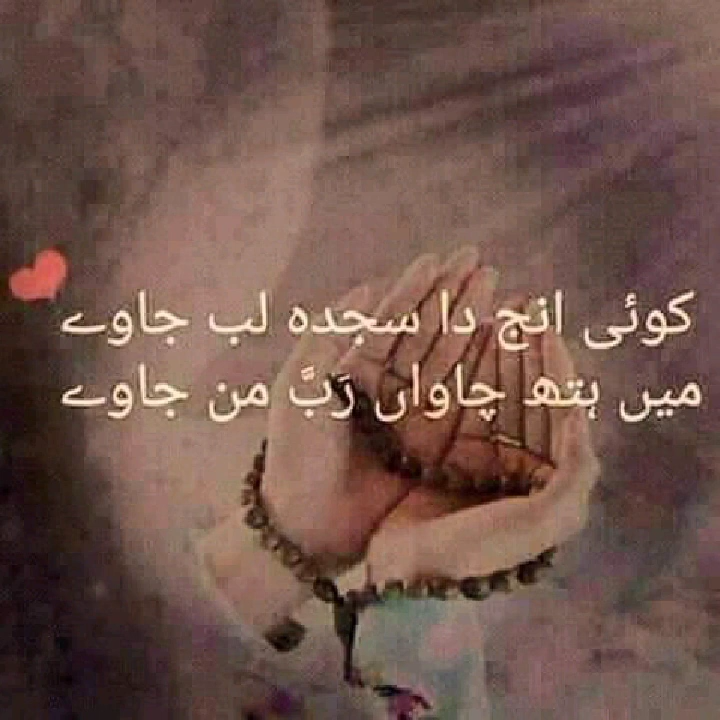 کوئی انج دا سجدہ لب جاوے
میں ہتھ چاواں رَبَّ من جاوے